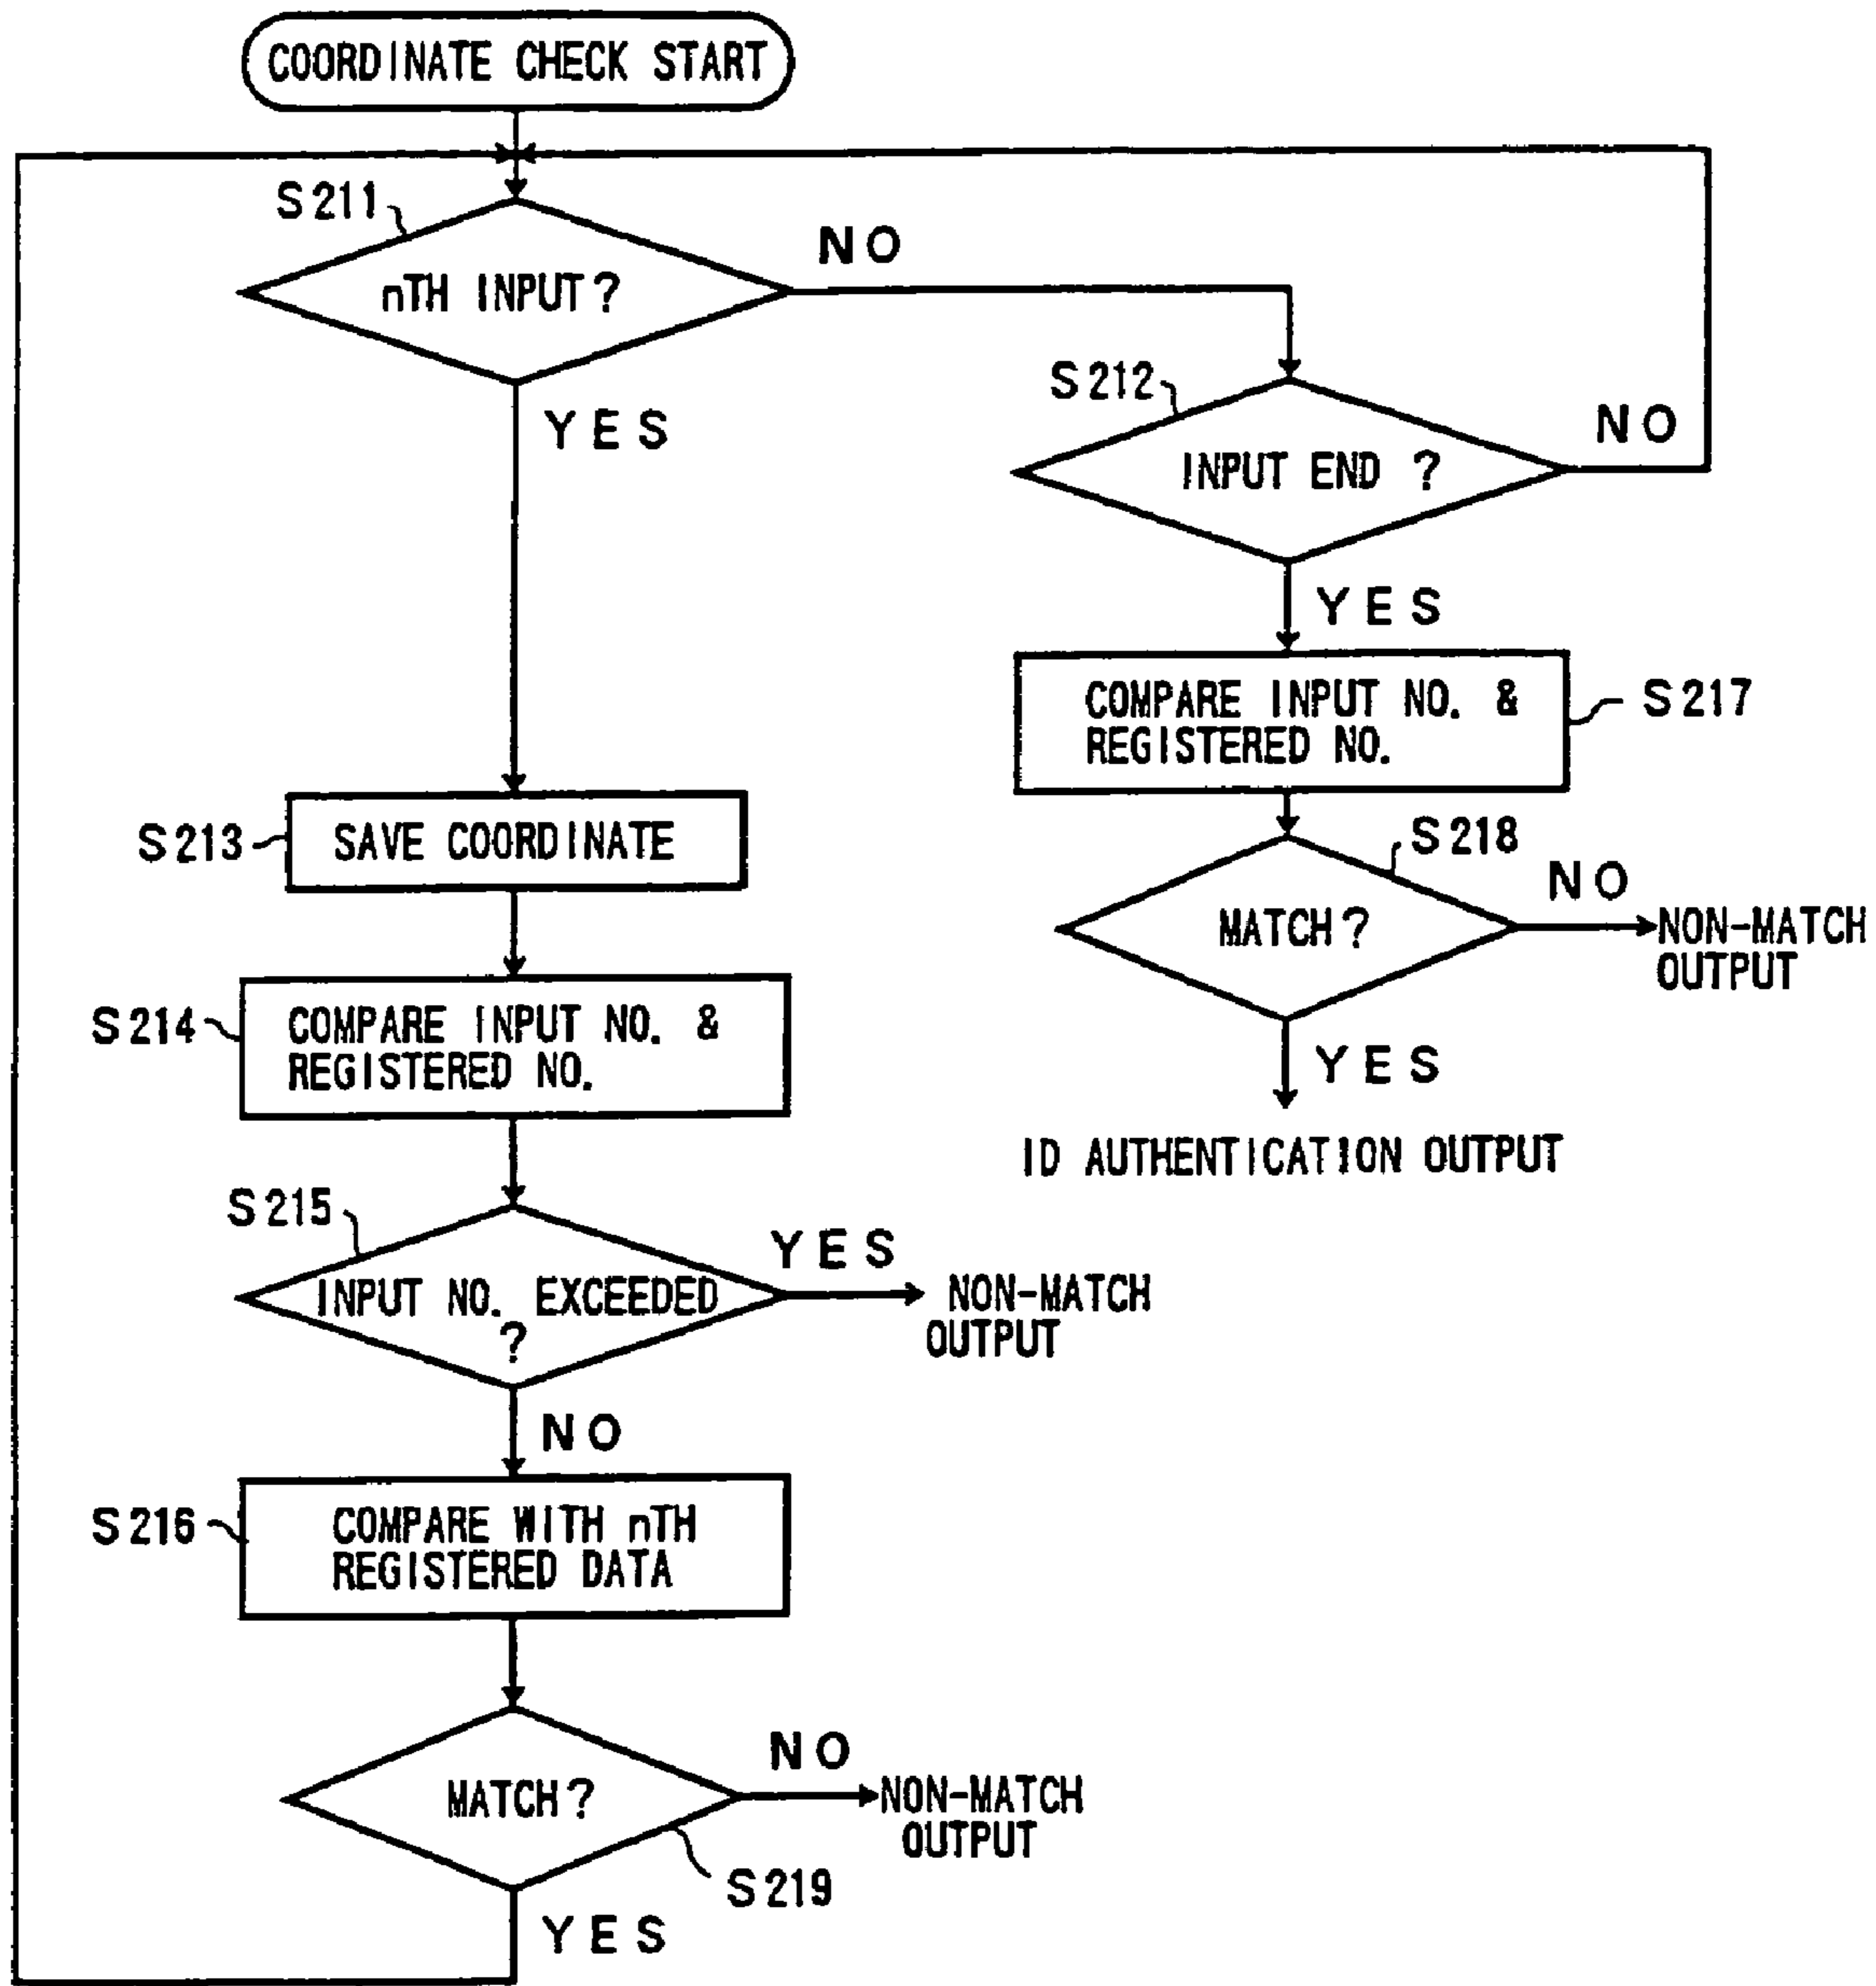 COORDINATE CHECK START
S211
NO
nTH INPUT?
S212
YES
NO
INPUT END ?
YES
COMPARE INPUT NO. &
REGISTERED NO.
S217
S213
SAVE COORDINATE
S218
NO
MATCH?
NON-MATCH
OUTPUT
S214
COMPARE INPUT NO. &
REGISTERED NO.
YES
ID AUTHENTICATION OUTPUT
S215
YES
INPUT NO. EXCEEDED
?
NON-MATCH
OUTPUT
NO
S216
COMPARE WITH nTH
REGISTERED DATA
NO
MATCH?
NON-MATCH
OUTPUT
S219
YES